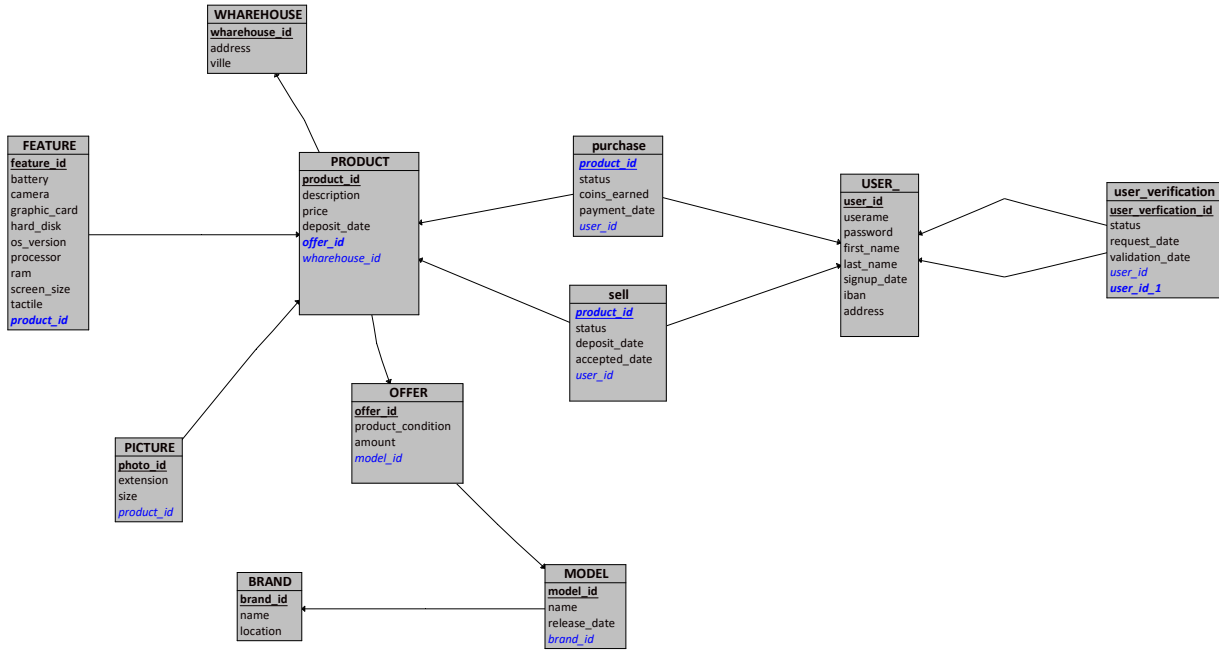 WHAREHOUSE
wharehouse_id
address
ville
FEATURE
feature_id
battery
camera
graphic_card
hard_disk
os_version
processor
ram
screen_size
tactile
product_id
PRODUCT
product_id
description
price
deposit_date
offer_id
wharehouse_id
purchase
product_id
status
coins_earned
payment_date
user_id
USER_
user_id
userame
password
first_name
last_name
signup_date
iban
address
user_verification
user_verfication_id
status
request_date
validation_date
user_id
user_id_1
sell
product_id
status
deposit_date
accepted_date
user_id
OFFER
offer_id
product_condition
amount
model_id
PICTURE
photo_id
extension
size
product_id
BRAND
brand_id
name
location
MODEL
model_id
name
release_date
brand_id